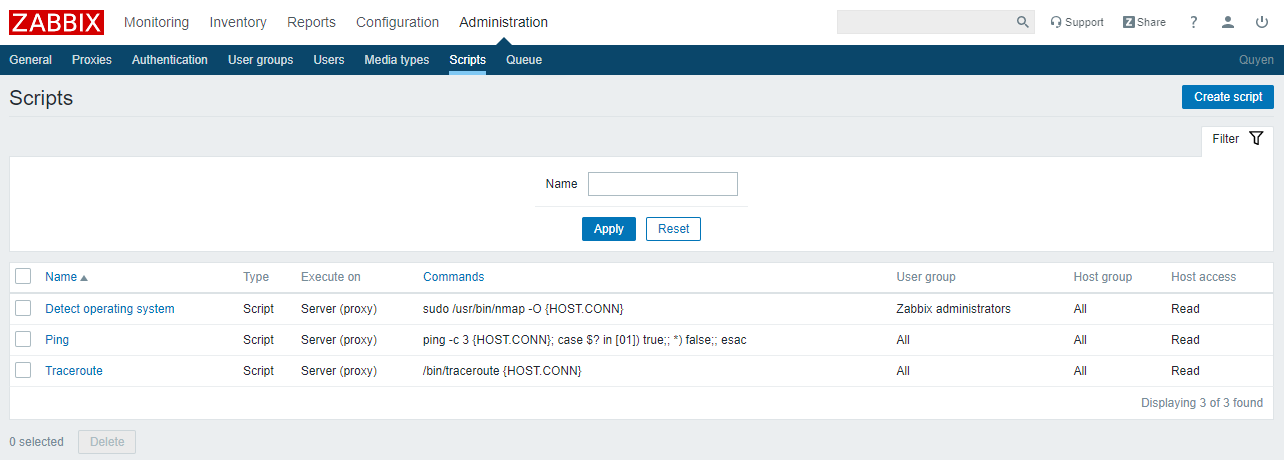 ZABBIX Monitoring Inventory Reports Configuration Administration Support Z Share ?
General Proxies Authentication User groups Users Media types Scripts Queue Quyen
Scripts Create script
Filter
Name
Apply Reset
Name Type Execute on Commands User group Host group Host access
Detect operating system Script Server (proxy) sudo /usr/bin/nmap -O {HOST.CONN} Zabbix administrators All Read
Ping Script Server (proxy) ping -c 3 {HOST.CONN}; case $? in [01]) true;; *) false;; esac All All Read
Traceroute Script Server (proxy) /bin/traceroute {HOST.CONN} All All Read
Displaying 3 of 3 found
0 selected Delete